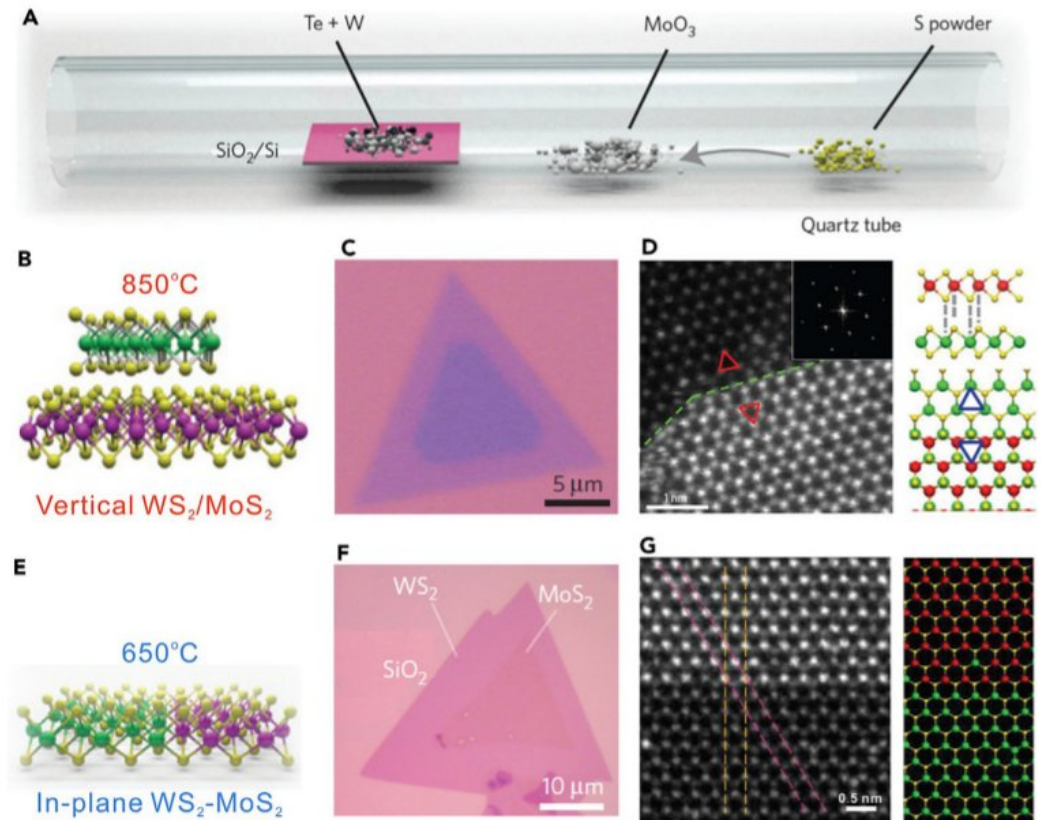 A
Te + W
MoO₃
S powder
SiO₂/Si
Quartz tube
B
850°C
Vertical WS₂/MoS₂
C
5 µm
D
1 nm
E
650°C
In-plane WS₂-MoS₂
F
WS₂
MoS₂
SiO₂
10 µm
G
0.5 nm